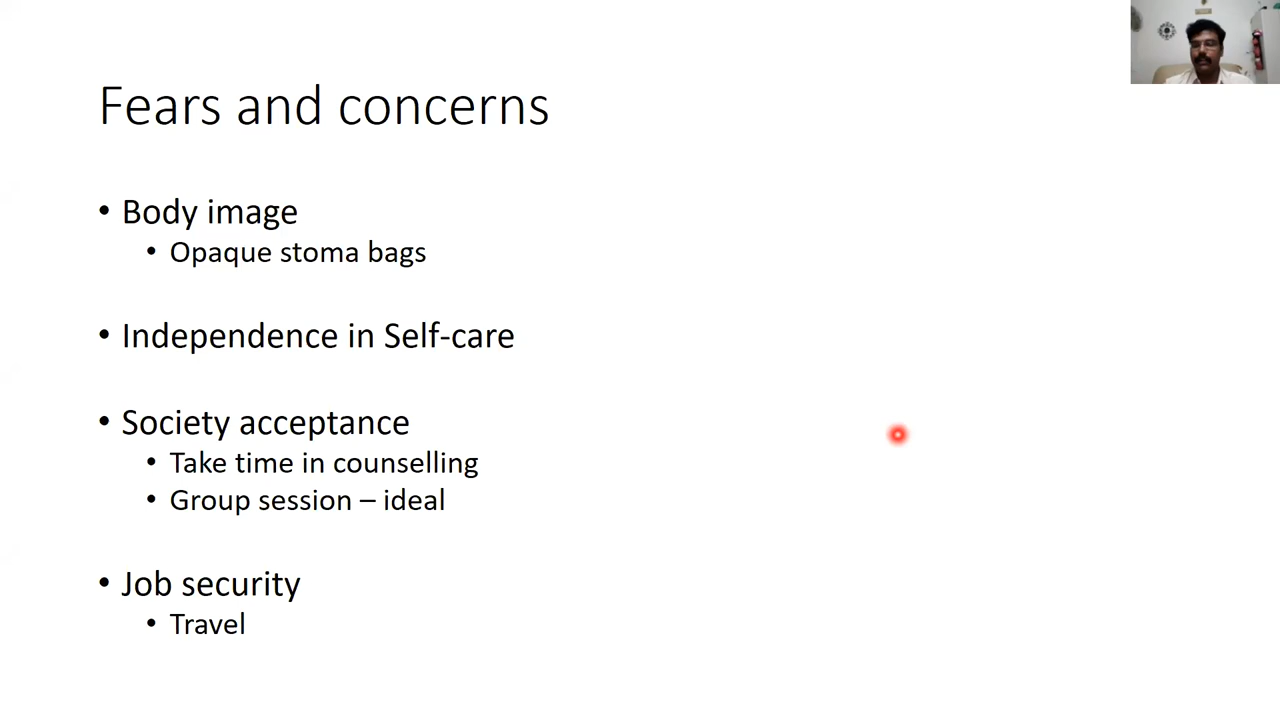 Fears and concerns
• Body image
• Opaque stoma bags
• Independence in Self-care
• Society acceptance
• Take time in counselling
• Group session – ideal
• Job security
• Travel